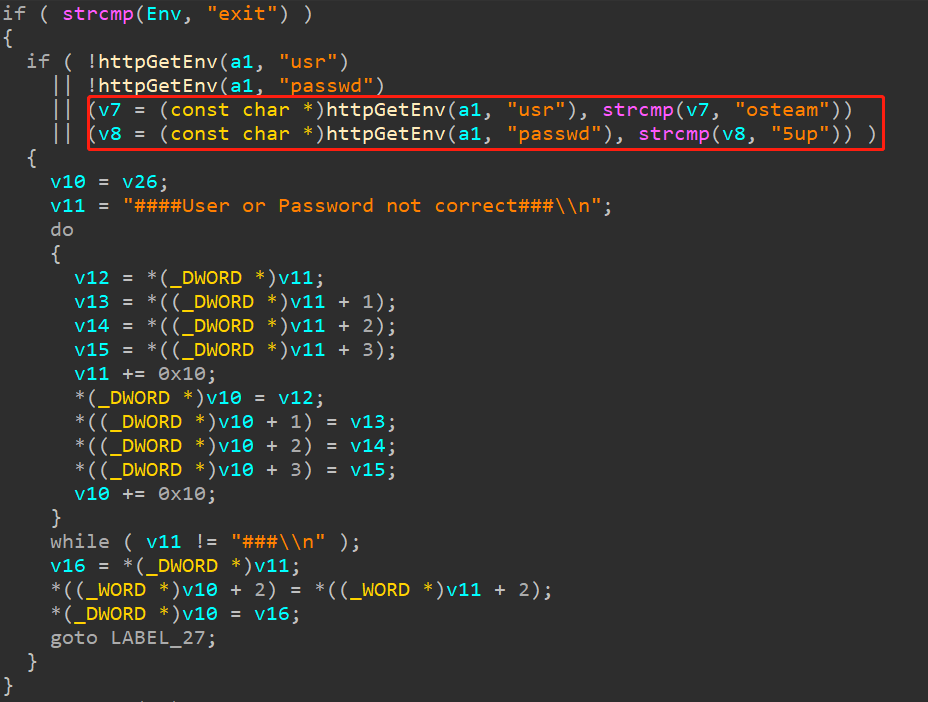 if ( strcmp(Env, "exit") )
{
  if ( !httpGetEnv(a1, "usr")
    || !httpGetEnv(a1, "passwd")
    || (v7 = (const char *)httpGetEnv(a1, "usr"), strcmp(v7, "osteam"))
    || (v8 = (const char *)httpGetEnv(a1, "passwd"), strcmp(v8, "5up")) )
  {
    v10 = v26;
    v11 = "####User or Password not correct###\\n";
    do
    {
      v12 = *(_DWORD *)v11;
      v13 = *((_DWORD *)v11 + 1);
      v14 = *((_DWORD *)v11 + 2);
      v15 = *((_DWORD *)v11 + 3);
      v11 += 0x10;
      *(_DWORD *)v10 = v12;
      *((_DWORD *)v10 + 1) = v13;
      *((_DWORD *)v10 + 2) = v14;
      *((_DWORD *)v10 + 3) = v15;
      v10 += 0x10;
    }
    while ( v11 != "###\\n" );
    v16 = *(_DWORD *)v11;
    *((_WORD *)v10 + 2) = *((_WORD *)v11 + 2);
    *(_DWORD *)v10 = v16;
    goto LABEL_27;
  }
}